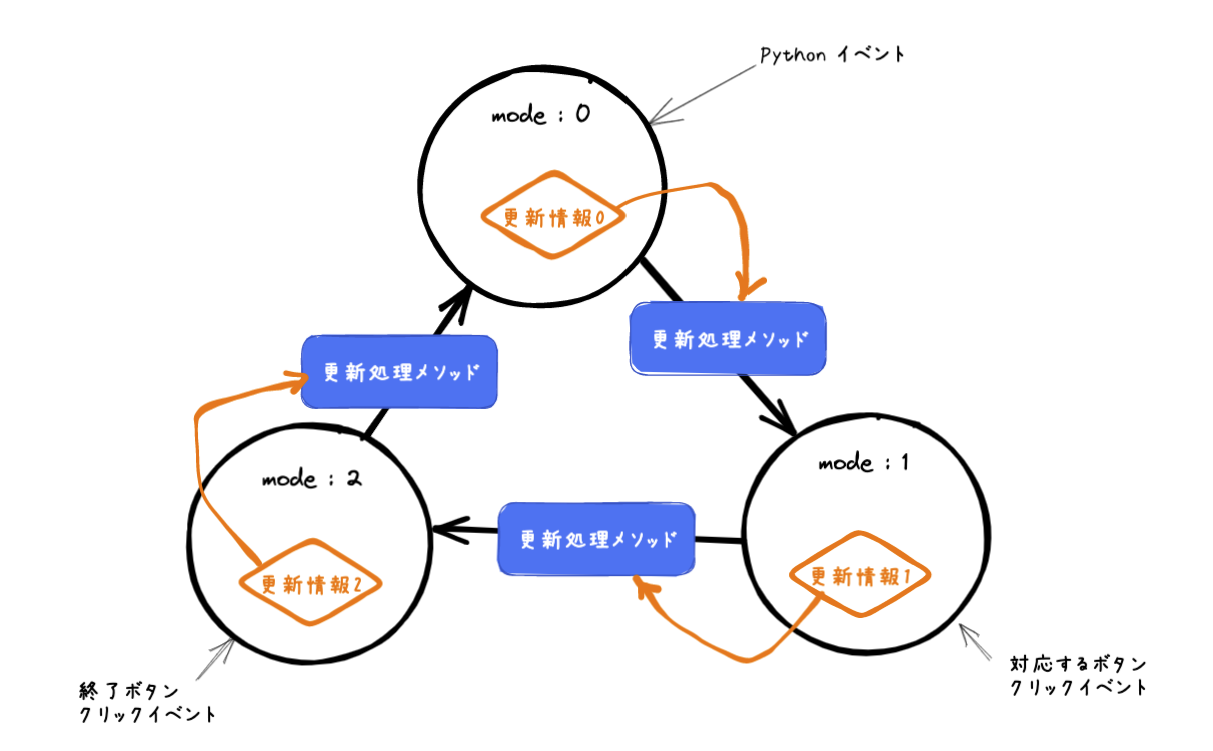 Python イベント
mode : 0
更新情報0
更新処理メソッド
更新処理メソッド
mode : 1
mode : 2
更新処理メソッド
更新情報1
更新情報2
対応するボタン
クリックイベント
終了ボタン
クリックイベント